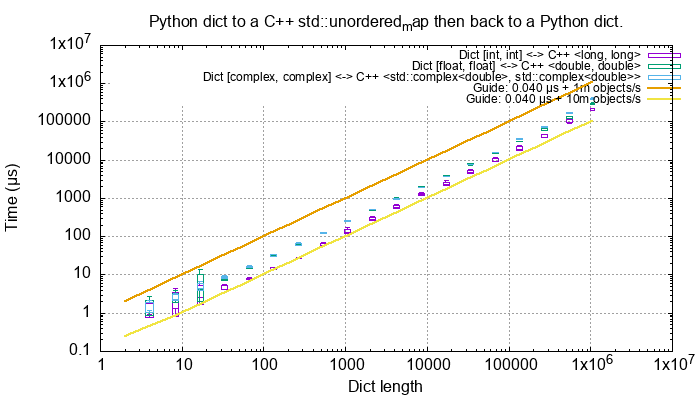 Python dict to a C++ std::unordered_map then back to a Python dict.
1x10^7
1x10^6
100000
10000
1000
100
10
1
0.1
Time (µs)
Dict [int, int] <-> C++ <long, long>
Dict [float, float] <-> C++ <double, double>
Dict [complex, complex] <-> C++ <std::complex<double>, std::complex<double>>
Guide: 0.040 µs + 1m objects/s
Guide: 0.040 µs + 10m objects/s
1 10 100 1000 10000 100000 1x10^6 1x10^7
Dict length